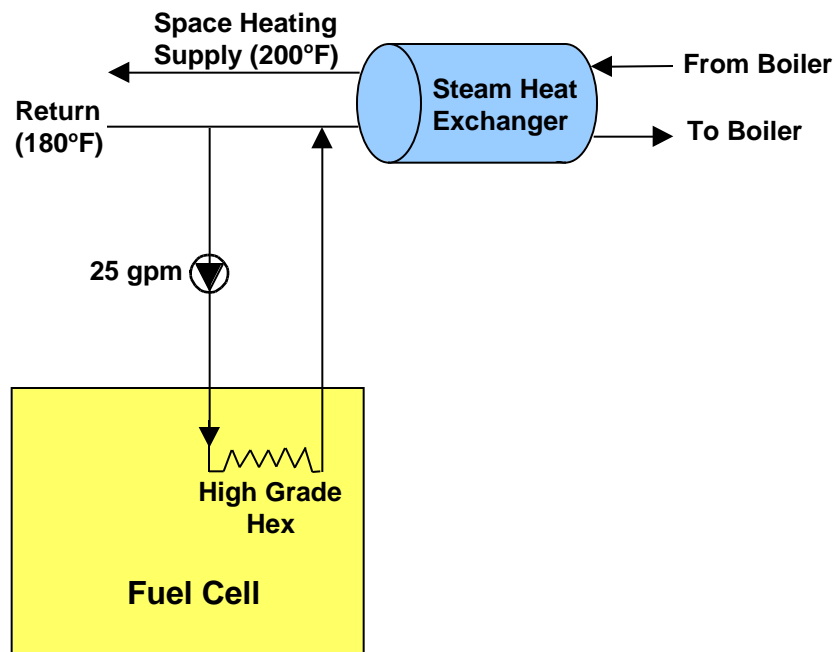 Space Heating
Supply (200°F)
Return
(180°F)
Steam Heat
Exchanger
From Boiler
To Boiler
25 gpm
High Grade
Hex
Fuel Cell